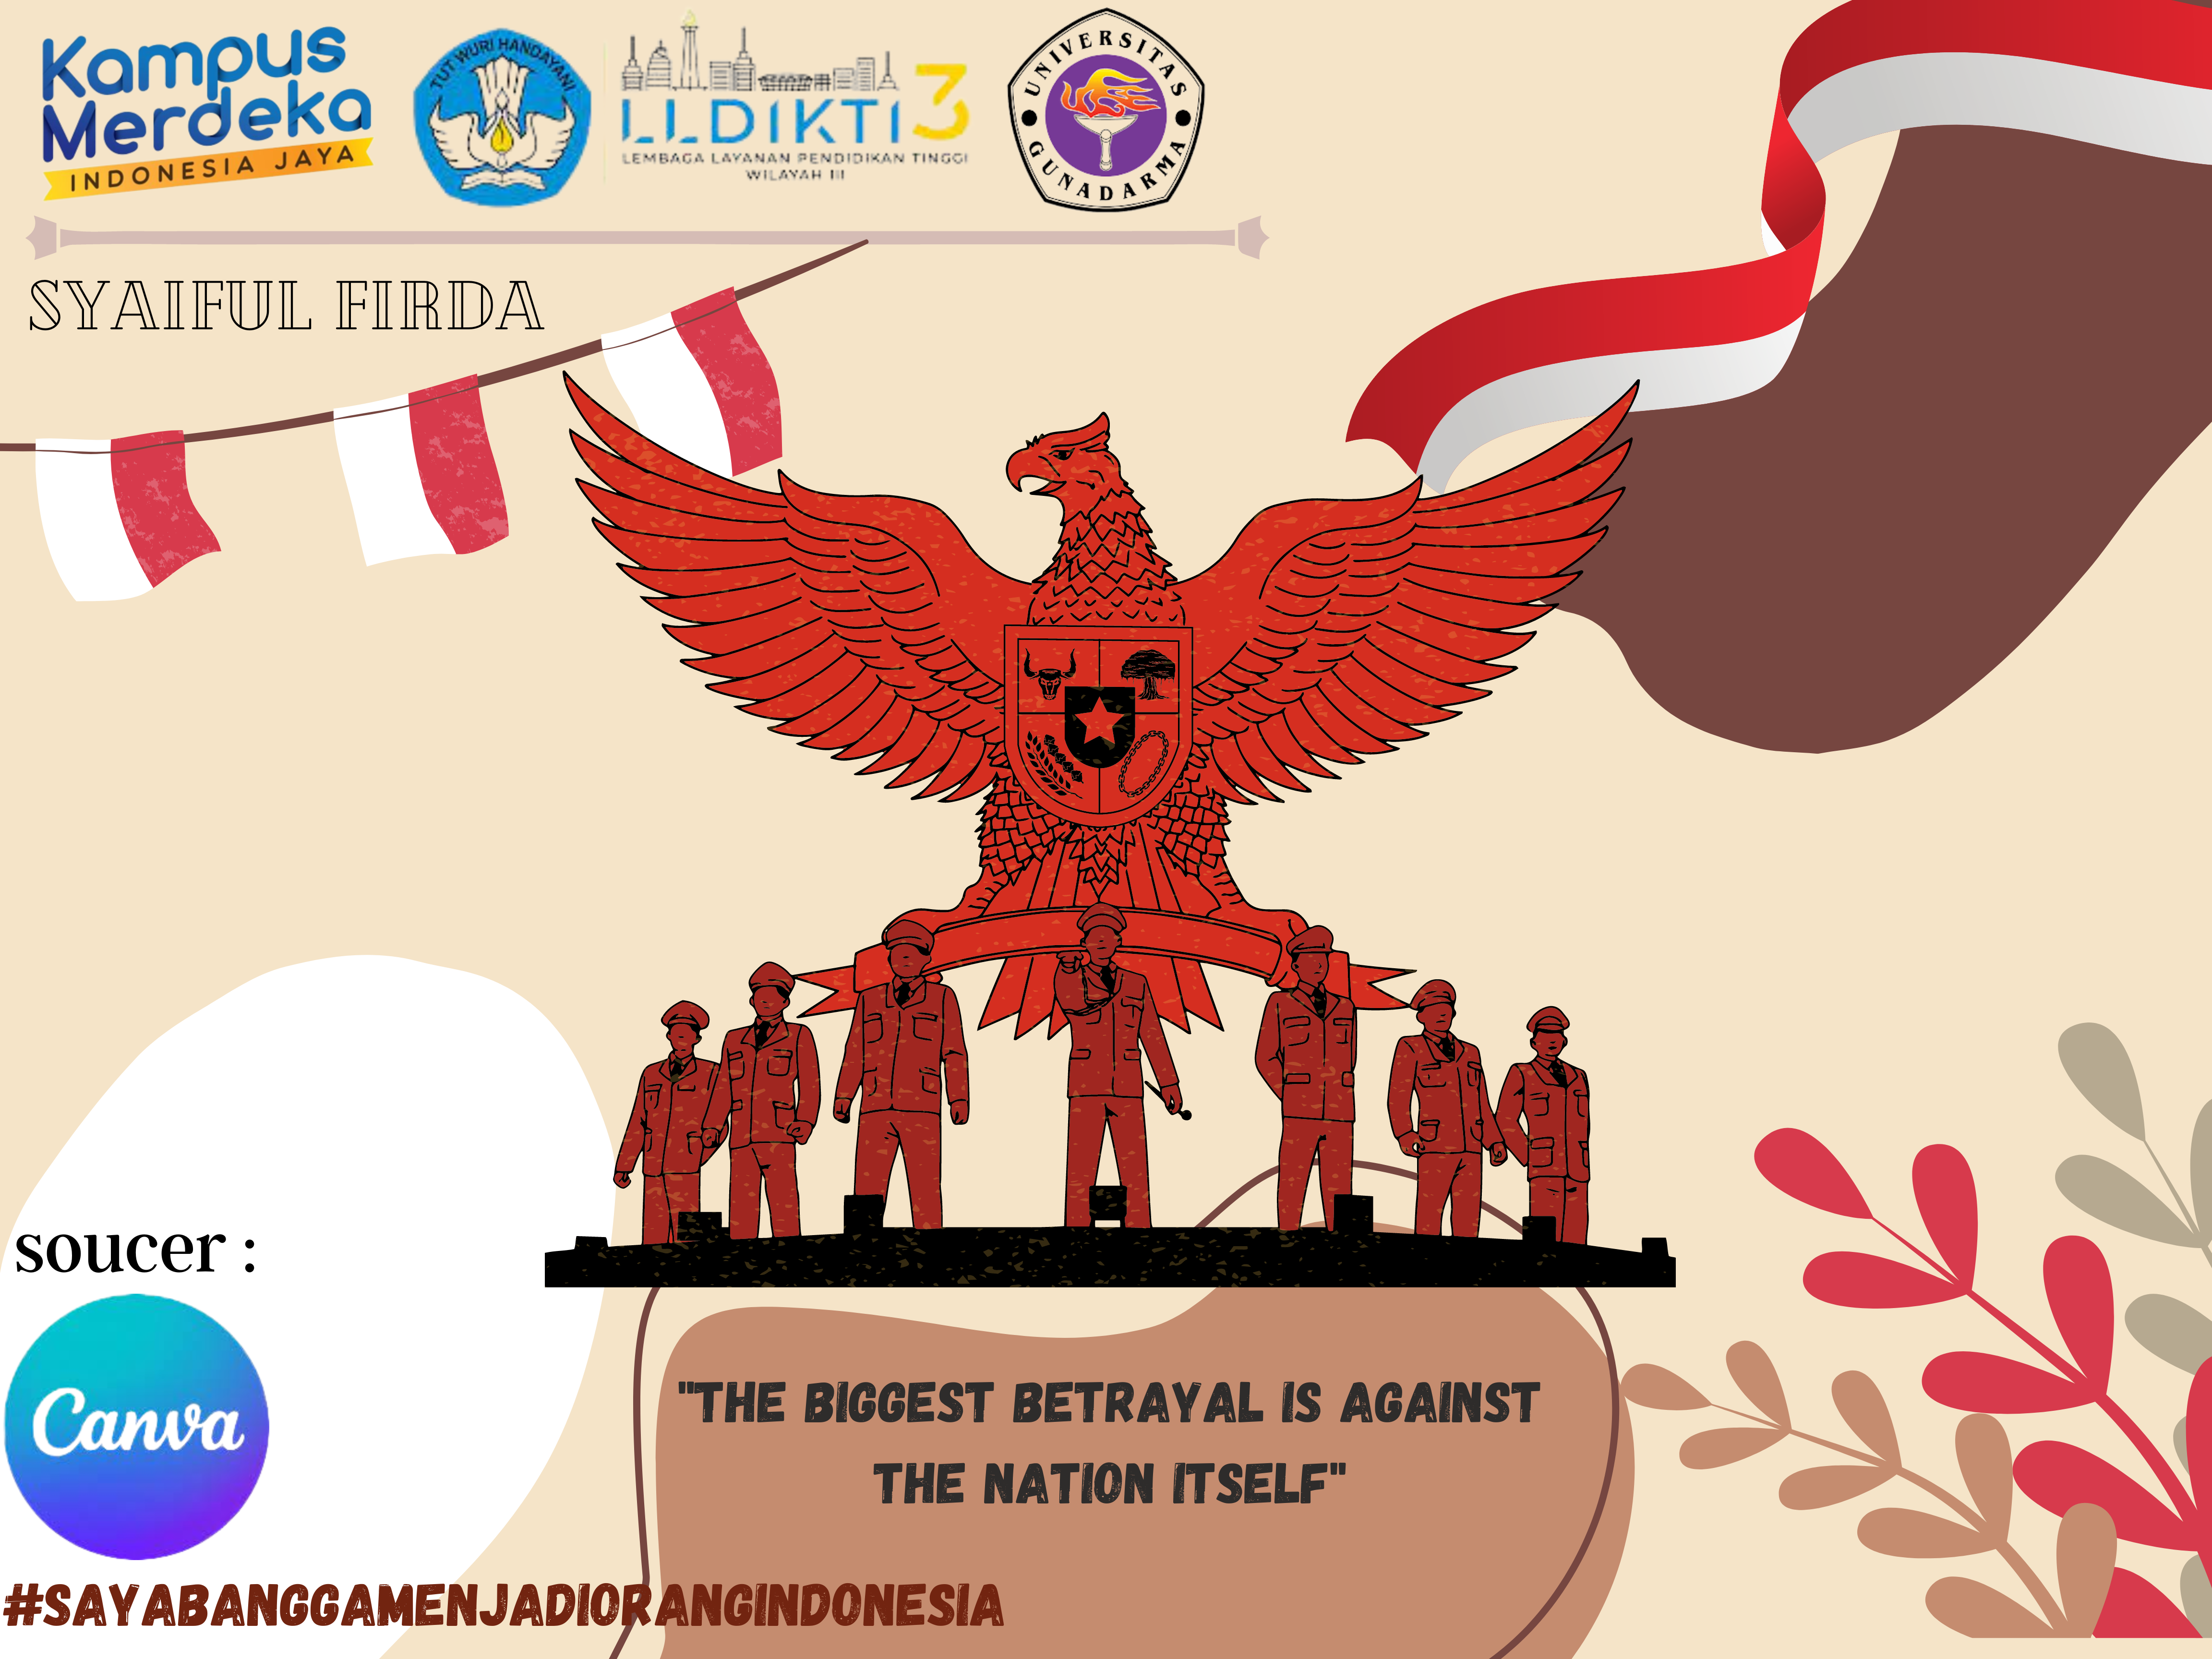 Kampus
Merdeka
INDONESIA JAYA
TUT WURI HANDAYANI
LLDIKTI 3
LEMBAGA LAYANAN PENDIDIKAN TINGGI
WILAYAH III
UNIVERSITAS
GUNADARMA
SYAIFUL FIRDA
soucer :
Canva
"THE BIGGEST BETRAYAL IS AGAINST
THE NATION ITSELF"
#SAYABANGGAMENJADIORANGINDONESIA